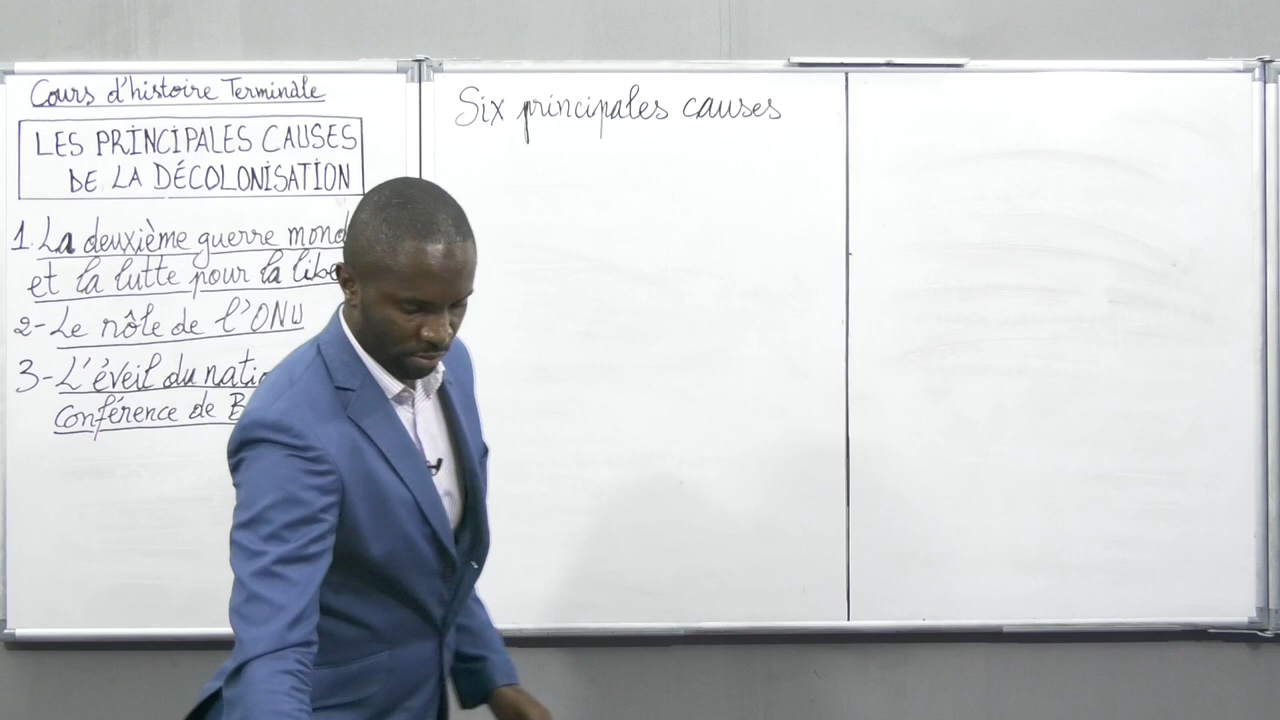 Cours d'histoire Terminale
LES PRINCIPALES CAUSES
DE LA DÉCOLONISATION
1. La deuxième guerre
et la lutte pour la
2- Le rôle de l'ONU
3- L'éveil du
conférence de
Six principales causes